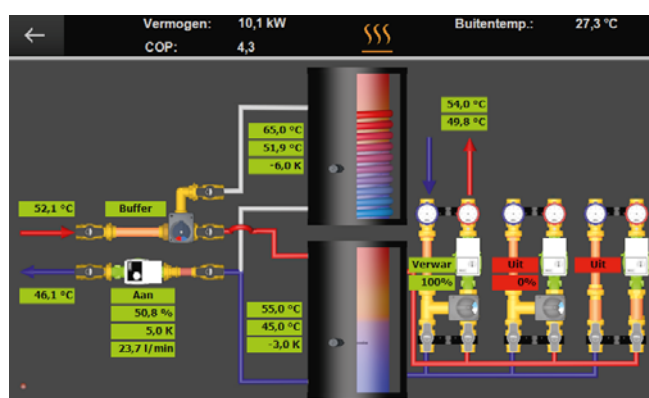 Vermogen: 10,1 kW Buitentemp.: 27,3 °C
COP: 4,3
54,0 °C
49,8 °C
65,0 °C
51,9 °C
-6,0 K
52,1 °C Buffer
Verwar Uit Uit
100% 0%
46,1 °C Aan
50,8 %
5,0 K
23,7 l/min
55,0 °C
45,0 °C
-3,0 K